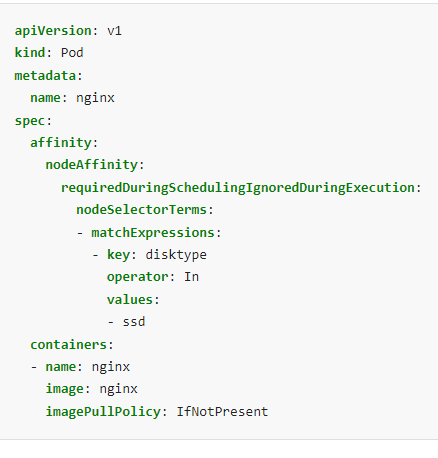 apiVersion: v1
kind: Pod
metadata:
  name: nginx
spec:
  affinity:
    nodeAffinity:
      requiredDuringSchedulingIgnoredDuringExecution:
        nodeSelectorTerms:
        - matchExpressions:
          - key: disktype
            operator: In
            values:
            - ssd
  containers:
  - name: nginx
    image: nginx
    imagePullPolicy: IfNotPresent